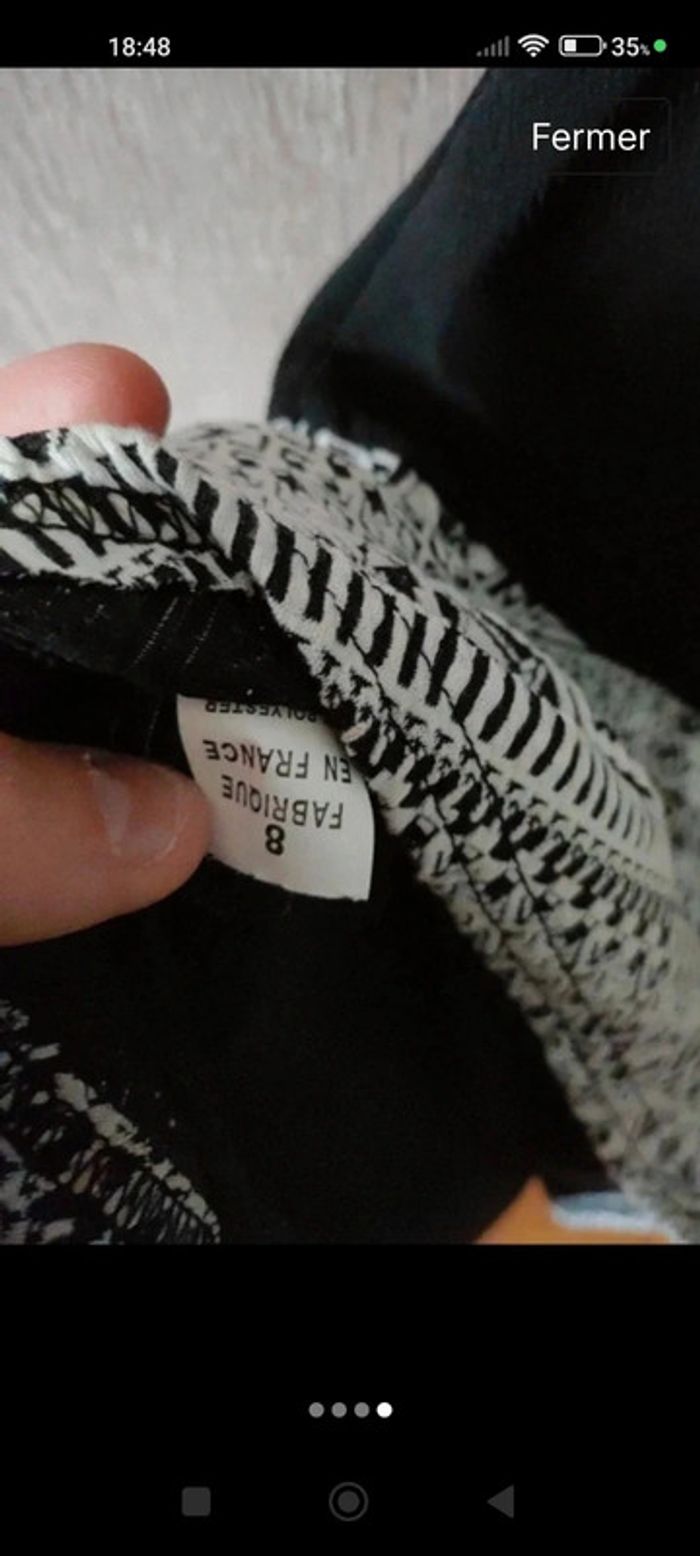 18:48
35%
Fermer
8
FABRIQUE
EN FRANCE
POLYESTER